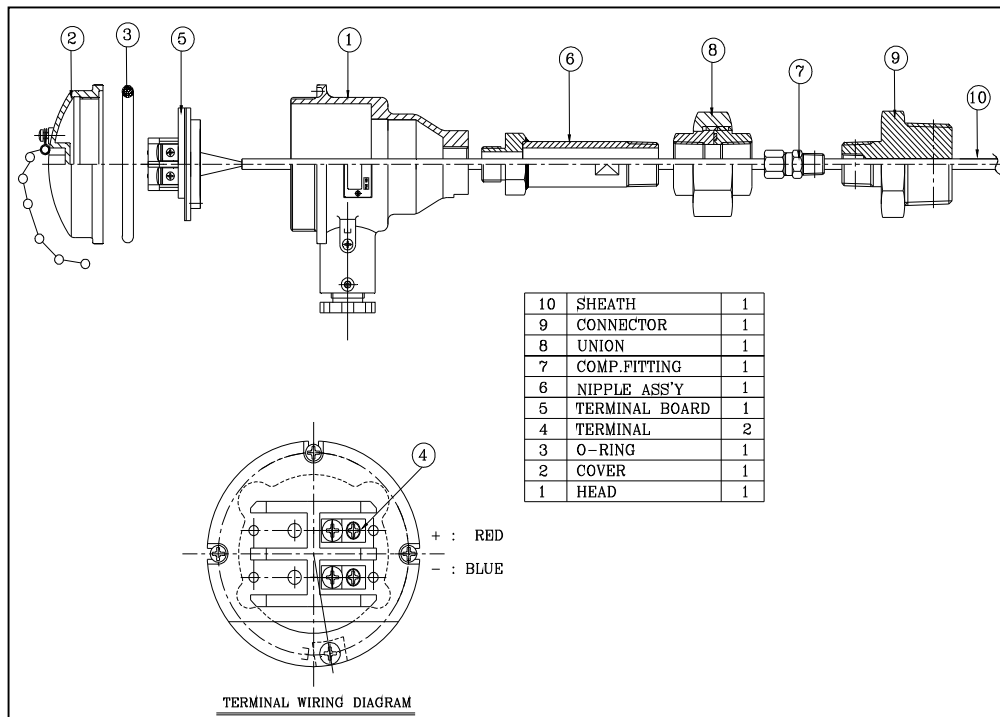 2 3 5 1 6 8 7 9 10
10 SHEATH 1
9 CONNECTOR 1
8 UNION 1
7 COMP.FITTING 1
6 NIPPLE ASS'Y 1
5 TERMINAL BOARD 1
4 TERMINAL 2
3 O-RING 1
2 COVER 1
1 HEAD 1
4
+ : RED
- : BLUE
TERMINAL WIRING DIAGRAM